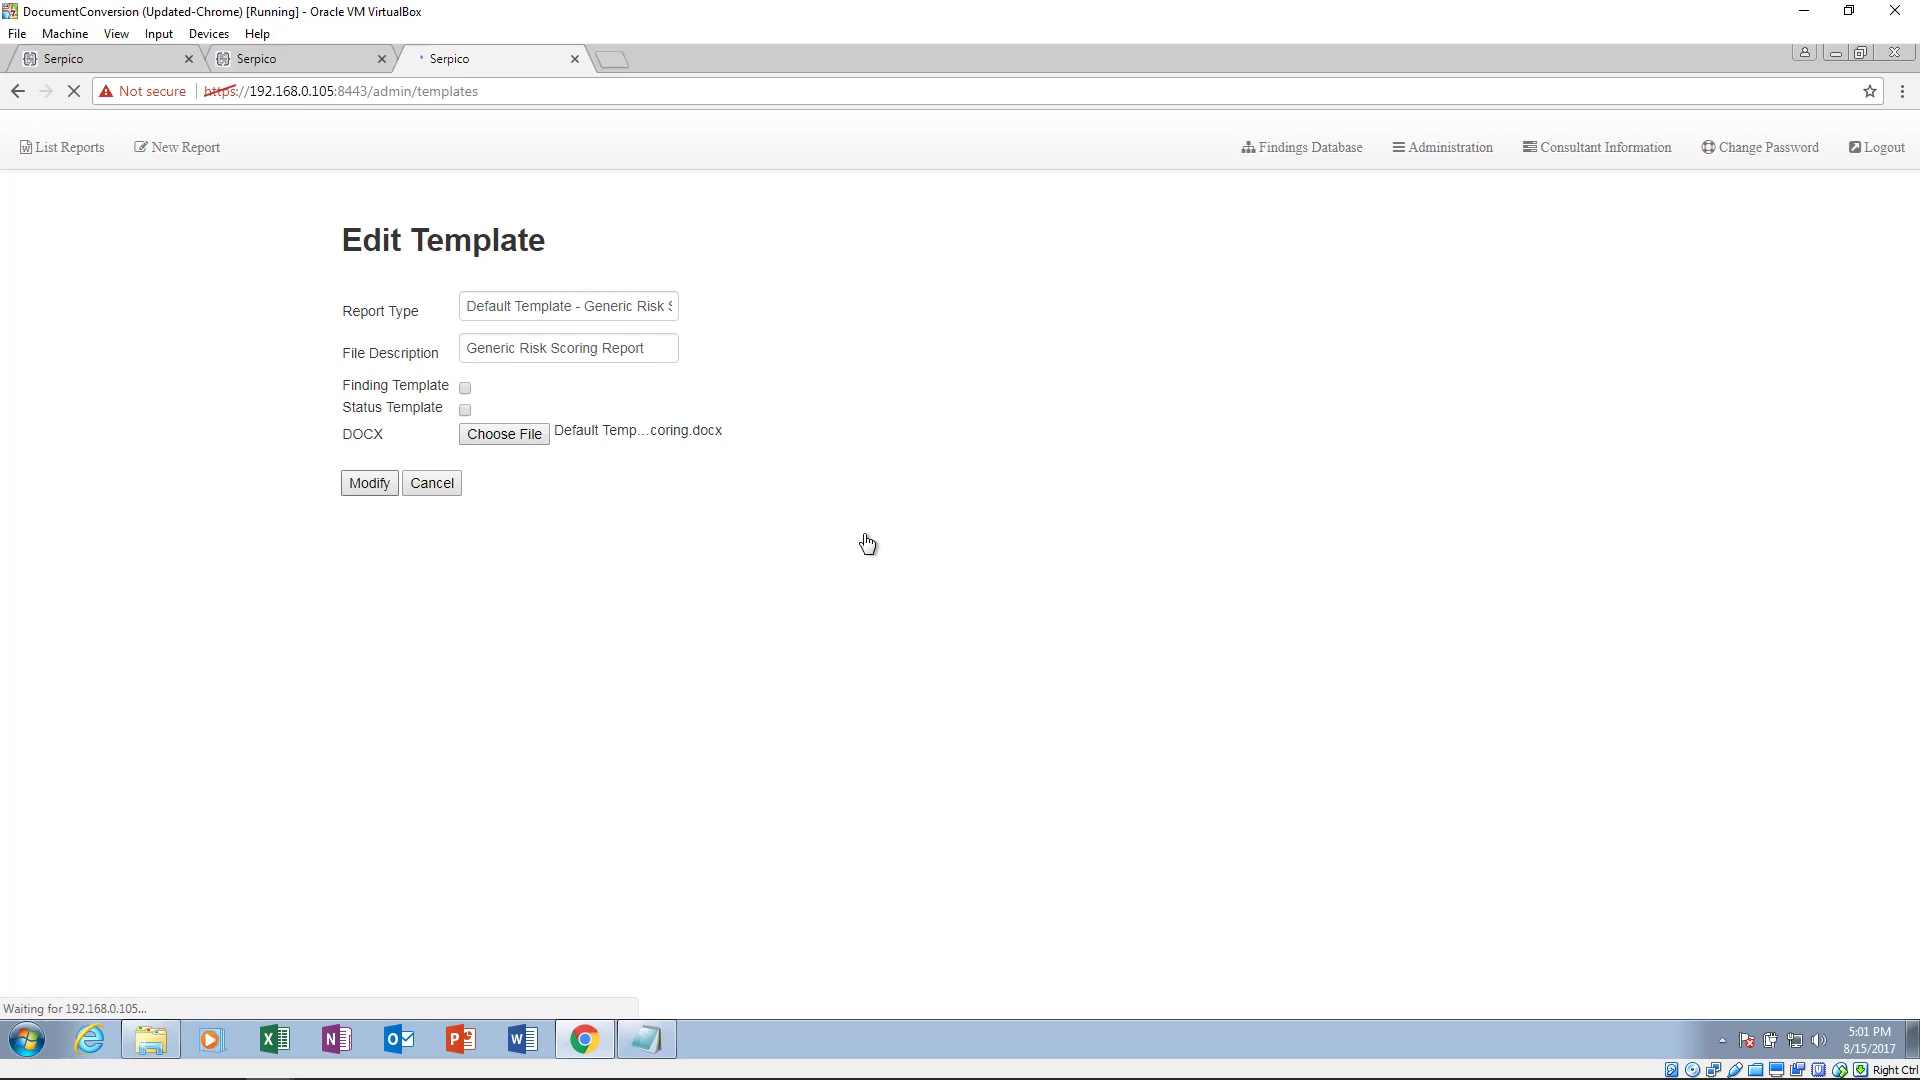 DocumentConversion (Updated-Chrome) [Running] - Oracle VM VirtualBox
File Machine View Input Devices Help
Serpico Serpico Serpico
Not secure https://192.168.0.105:8443/admin/templates
List Reports New Report Findings Database Administration Consultant Information Change Password Logout
Edit Template
Report Type Default Template - Generic Risk S
File Description Generic Risk Scoring Report
Finding Template
Status Template
DOCX Choose File Default Temp...coring.docx
Modify Cancel
Waiting for 192.168.0.105...
5:01 PM
8/15/2017
Right Ctrl